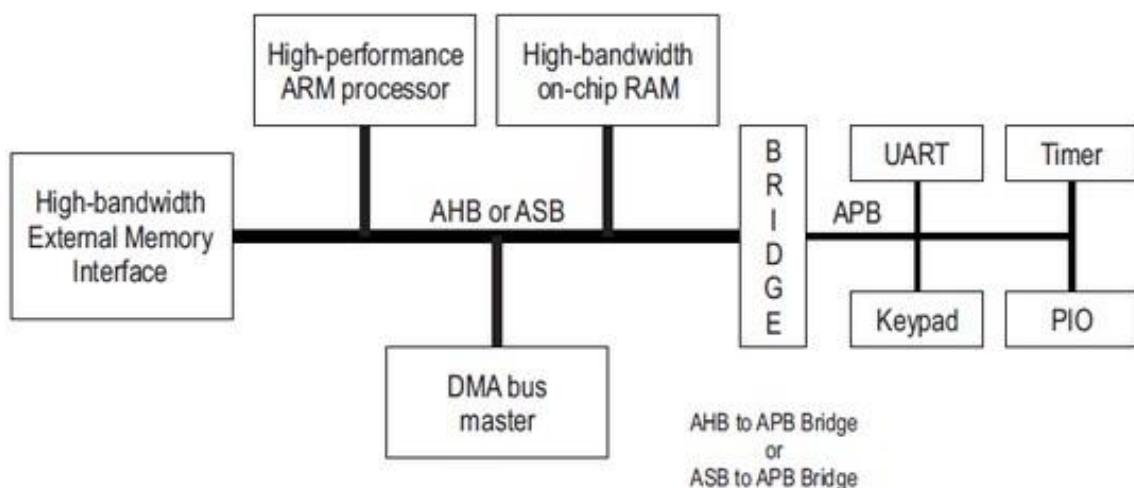 High-performance
ARM processor
High-bandwidth
on-chip RAM
High-bandwidth
External Memory
Interface
AHB or ASB
B
R
I
D
G
E
APB
UART
Timer
Keypad
PIO
DMA bus
master
AHB to APB Bridge
or
ASB to APB Bridge